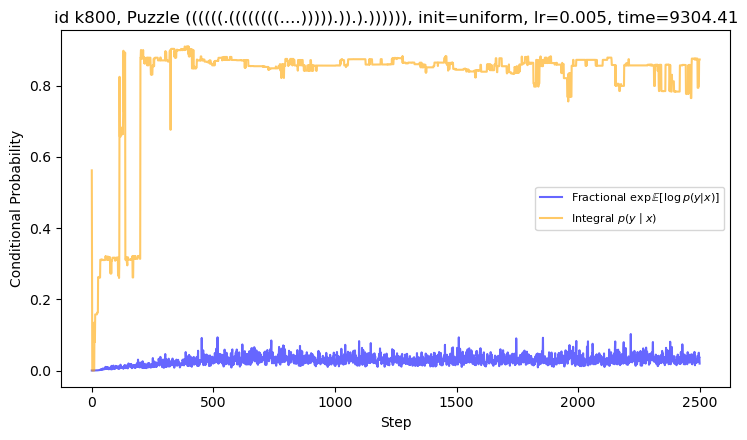 id k800, Puzzle ((((((.((((((((....))))).)).).)))))), init=uniform, lr=0.005, time=9304.41
Conditional Probability
0.8
0.6
0.4
0.2
0.0
Fractional exp𝔼[log p(y|x)]
Integral p(y | x)
0 500 1000 1500 2000 2500
Step